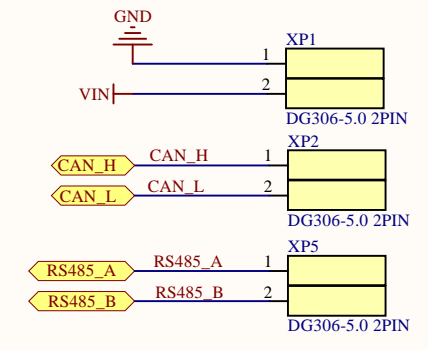 GND
XP1
1
VIN
2
DG306-5.0 2PIN
XP2
CAN_H
CAN_H
1
CAN_L
CAN_L
2
DG306-5.0 2PIN
XP5
RS485_A
RS485_A
1
RS485_B
RS485_B
2
DG306-5.0 2PIN